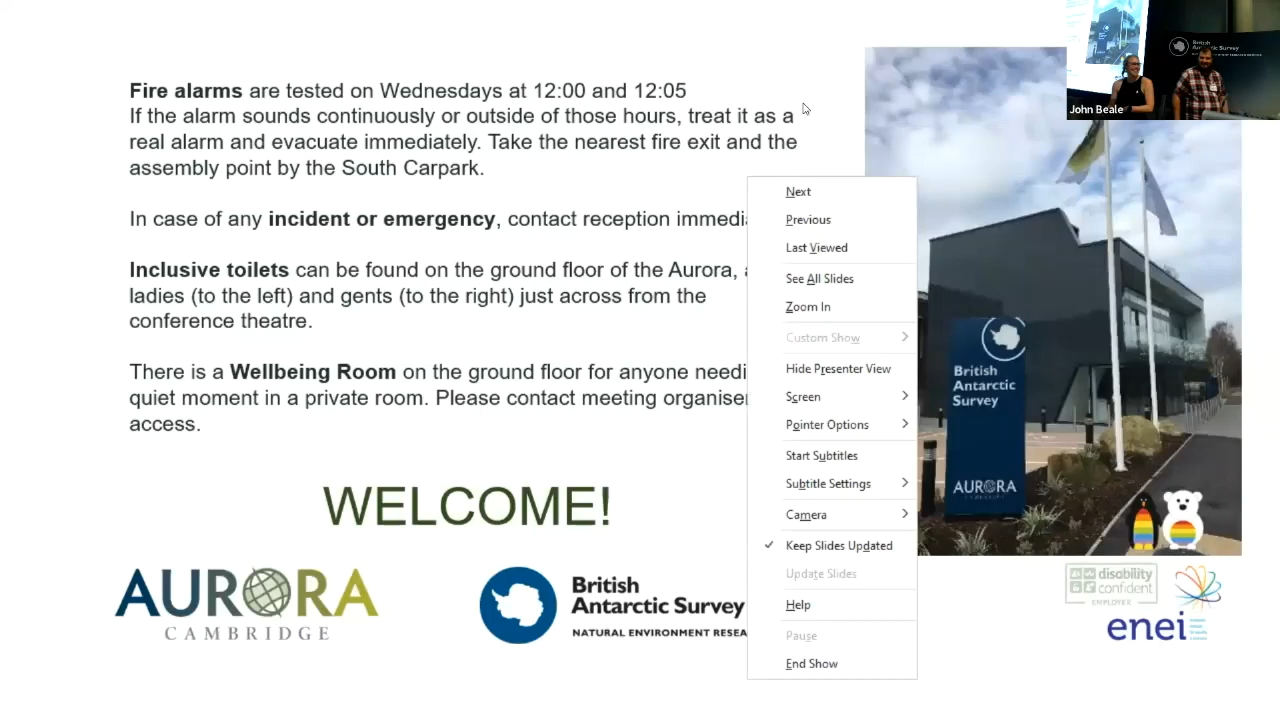 Fire alarms are tested on Wednesdays at 12:00 and 12:05
If the alarm sounds continuously or outside of those hours, treat it as a
real alarm and evacuate immediately. Take the nearest fire exit and the
assembly point by the South Carpark.
In case of any incident or emergency, contact reception immedi
Inclusive toilets can be found on the ground floor of the Aurora,
ladies (to the left) and gents (to the right) just across from the
conference theatre.
There is a Wellbeing Room on the ground floor for anyone needi
quiet moment in a private room. Please contact meeting organiser
access.
WELCOME!
AURORA
CAMBRIDGE
British
Antarctic Survey
NATURAL ENVIRONMENT RESEA
Next
Previous
Last Viewed
See All Slides
Zoom In
Custom Show
Hide Presenter View
Screen
Pointer Options
Start Subtitles
Subtitle Settings
Camera
Keep Slides Updated
Update Slides
Help
Pause
End Show
British
Antarctic Survey
John Beale
British
Antarctic
Survey
AURORA
disability
confident
EMPLOYER
enei